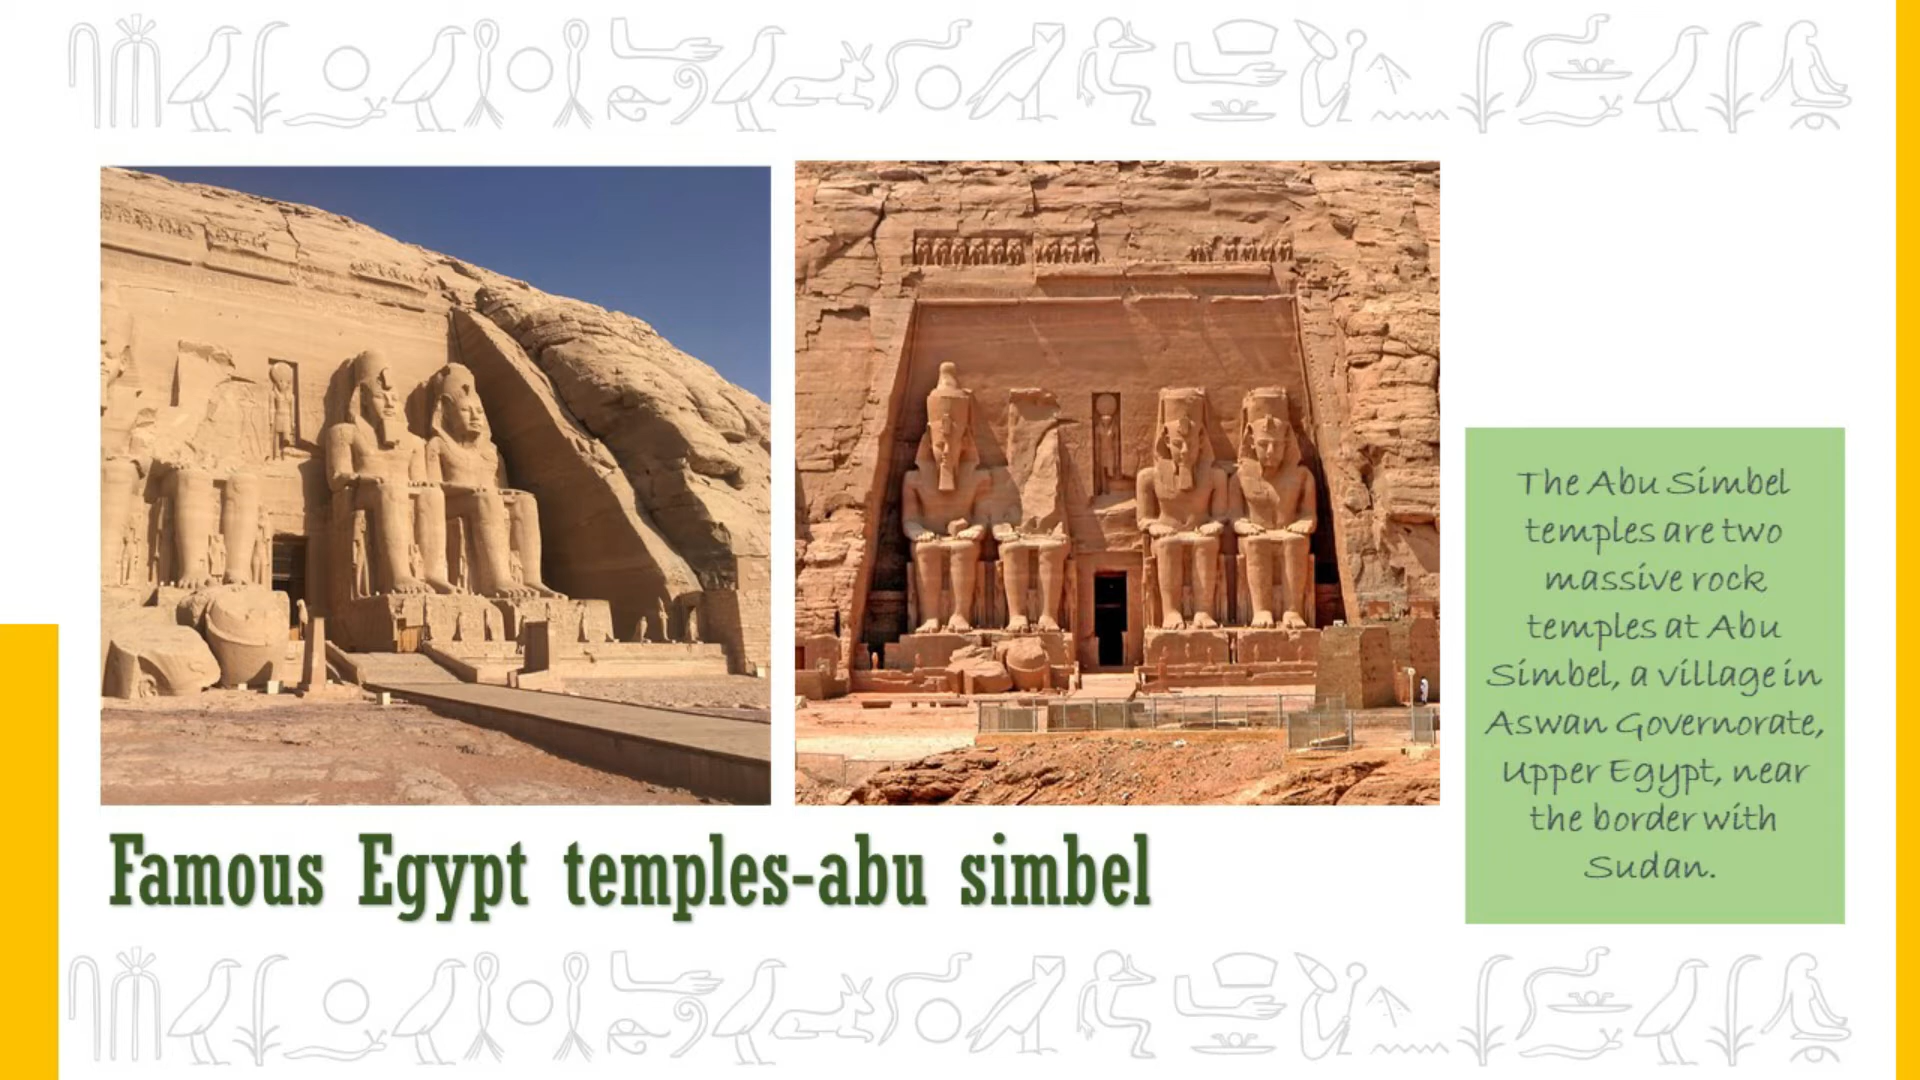 Famous Egypt temples-abu simbel
The Abu Simbel
temples are two
massive rock
temples at Abu
Simbel, a village in
Aswan Governorate,
Upper Egypt, near
the border with
Sudan.